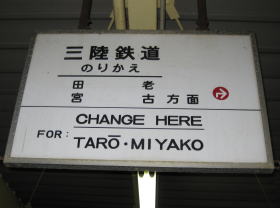 三陸鉄道
のりかえ
田 老
宮 古 方面
CHANGE HERE
FOR: TARŌ・MIYAKO